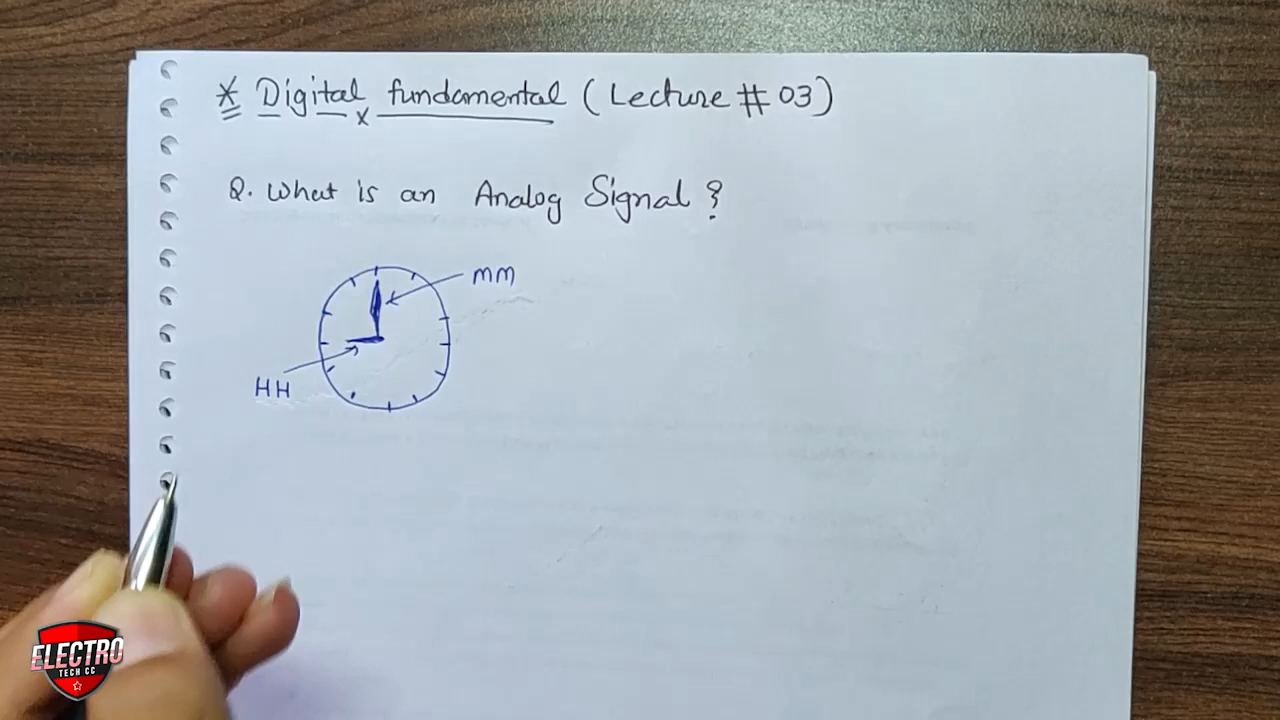 * Digital fundamental (Lecture # 03)
Q. What is an Analog Signal ?
MM
HH
ELECTRO
TECH CC